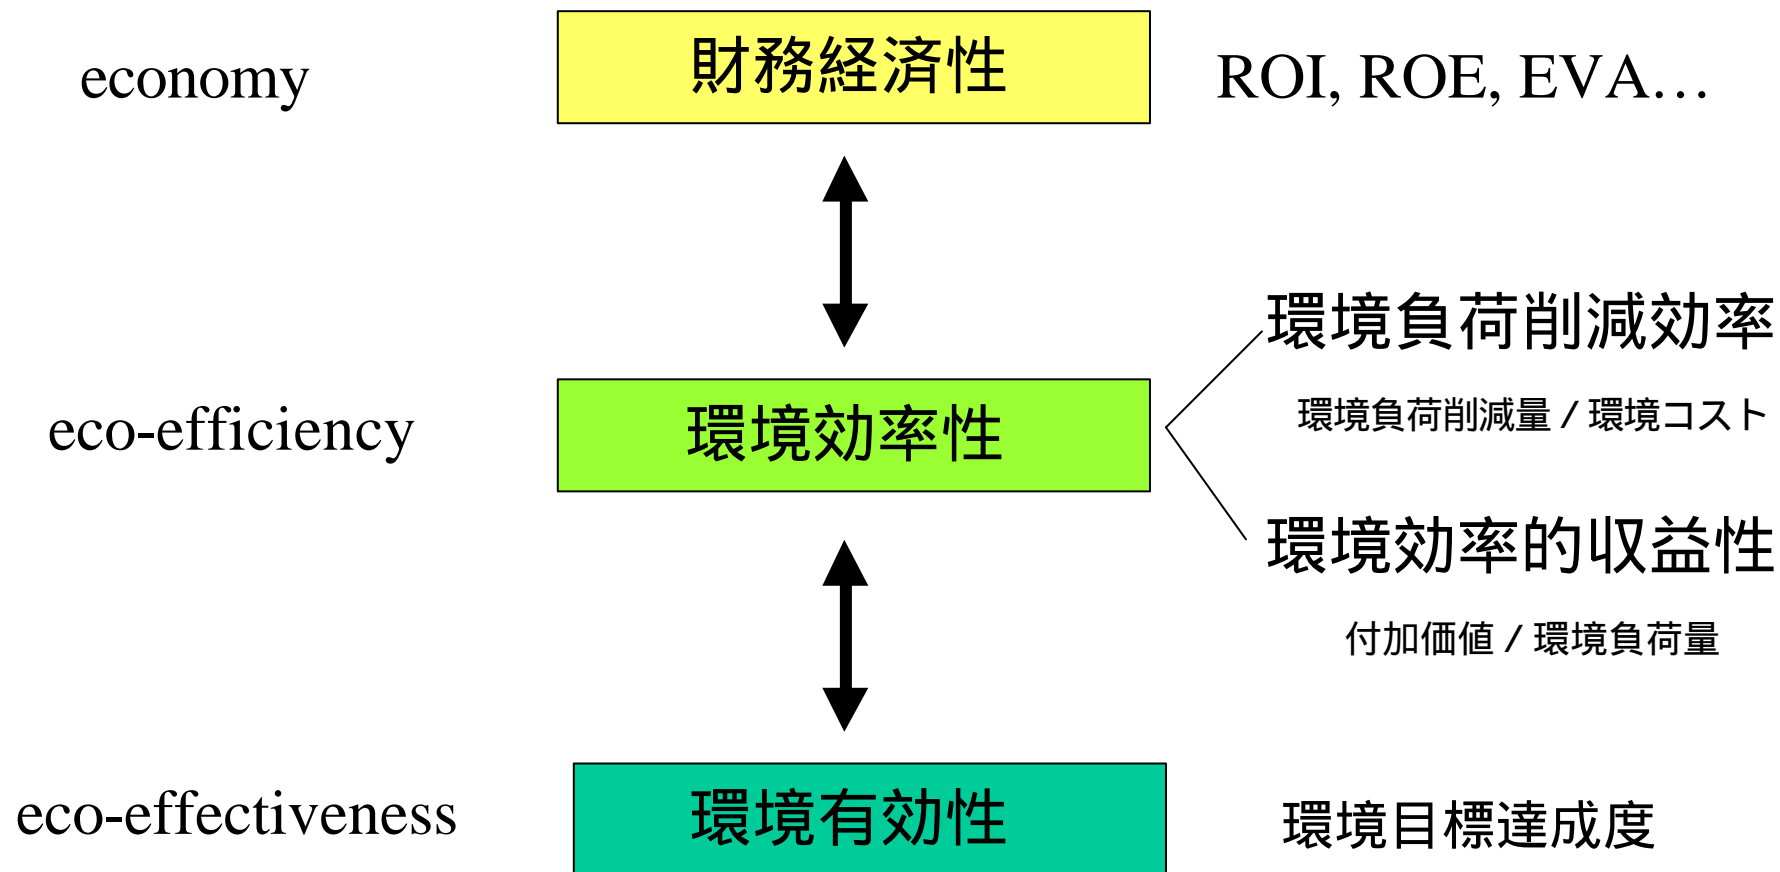 economy
財務経済性
ROI, ROE, EVA…
環境負荷削減効率
環境負荷削減量 / 環境コスト
eco-efficiency
環境効率性
環境効率的収益性
付加価値 / 環境負荷量
eco-effectiveness
環境有効性
環境目標達成度